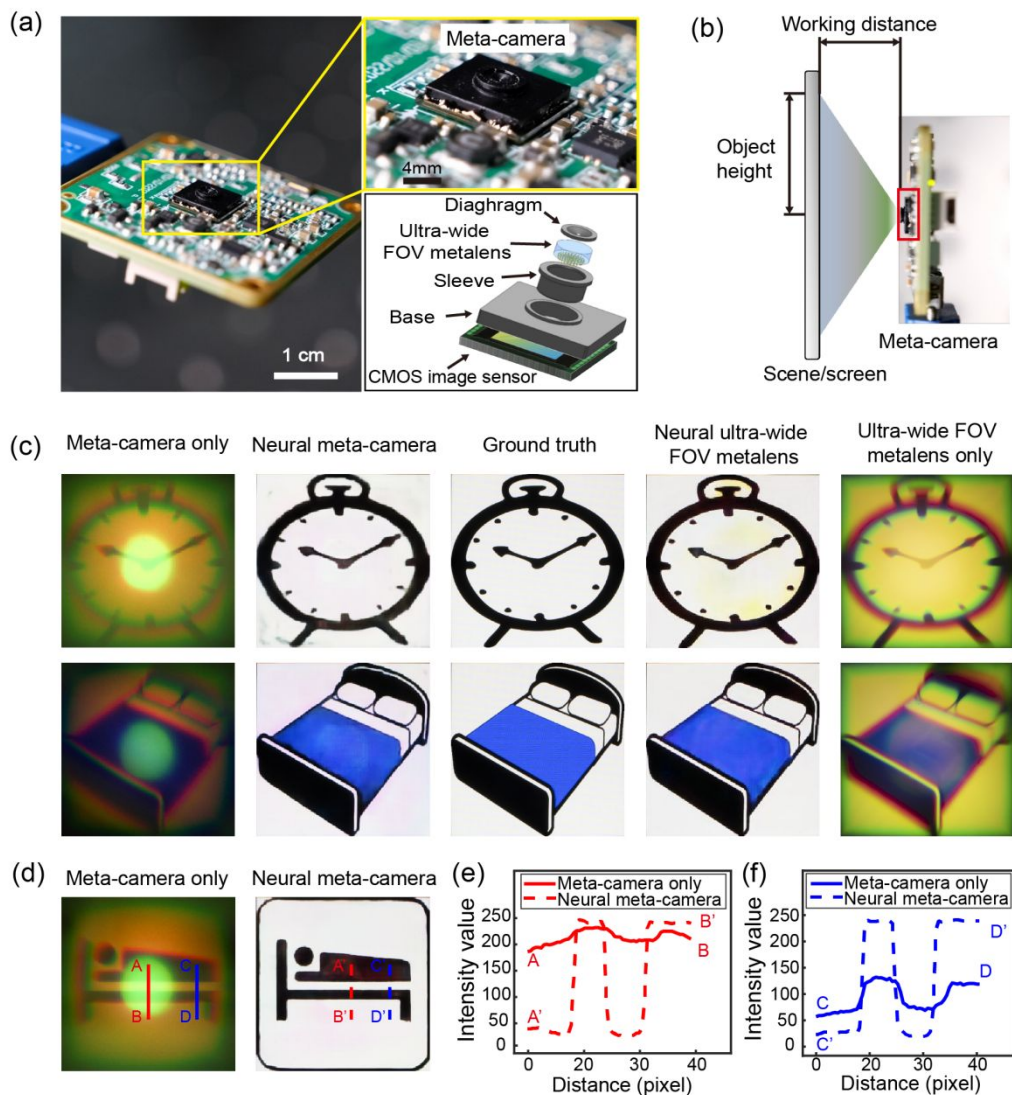 (a)
Meta-camera
4mm
1 cm
Diaghragm
Ultra-wide
FOV metalens
Sleeve
Base
CMOS image sensor
(b)
Working distance
Object
height
Meta-camera
Scene/screen
(c)
Meta-camera only
Neural meta-camera
Ground truth
Neural ultra-wide
FOV metalens
Ultra-wide FOV
metalens only
(d)
Meta-camera only
Neural meta-camera
A
B
C
D
A'
B'
C'
D'
(e)
Meta-camera only
Neural meta-camera
Intensity value
250
200
150
100
50
0
A
B
A'
B'
0
20
40
Distance (pixel)
(f)
Meta-camera only
Neural meta-camera
Intensity value
250
200
150
100
50
0
C
D
C'
D'
0
20
40
Distance (pixel)